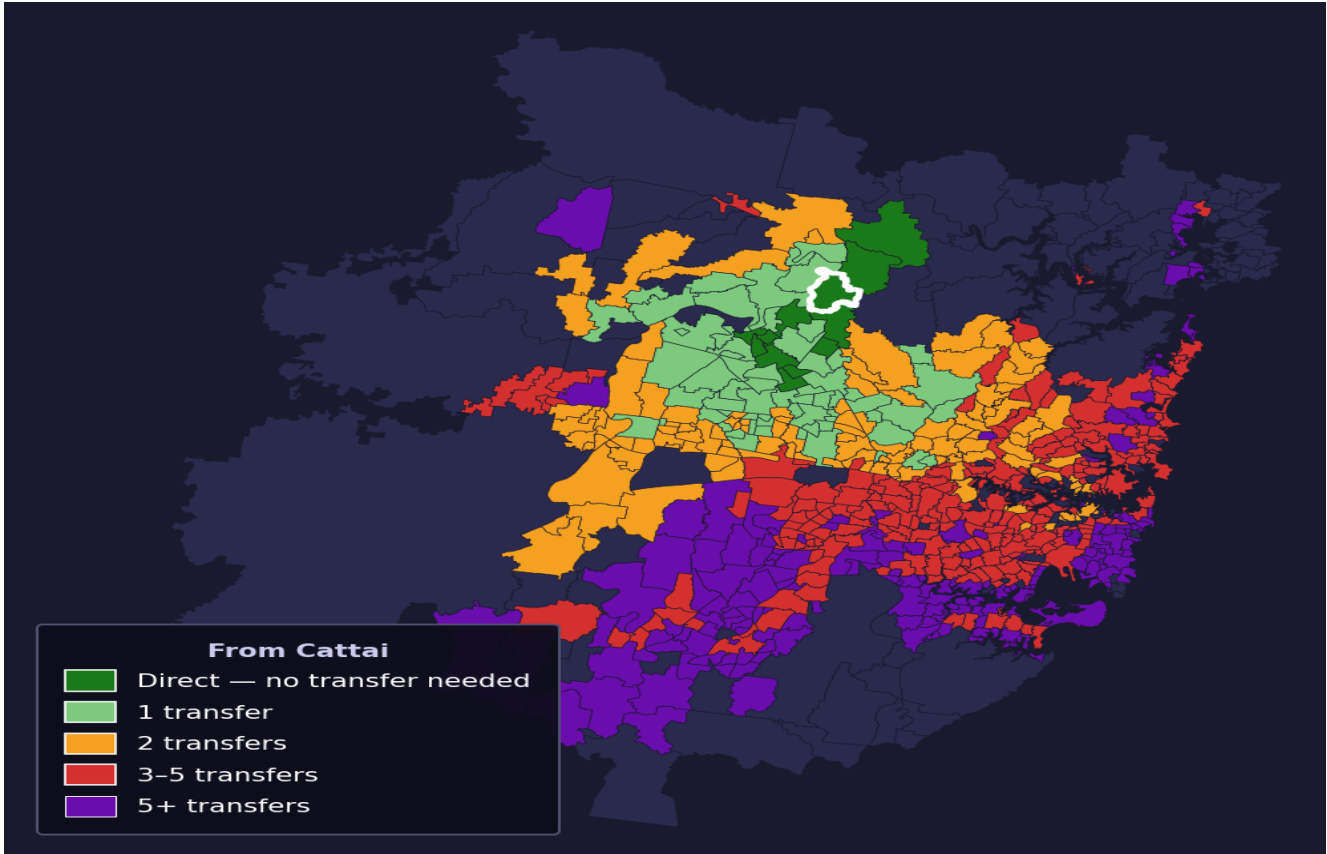 From Cattai
Direct — no transfer needed
1 transfer
2 transfers
3–5 transfers
5+ transfers